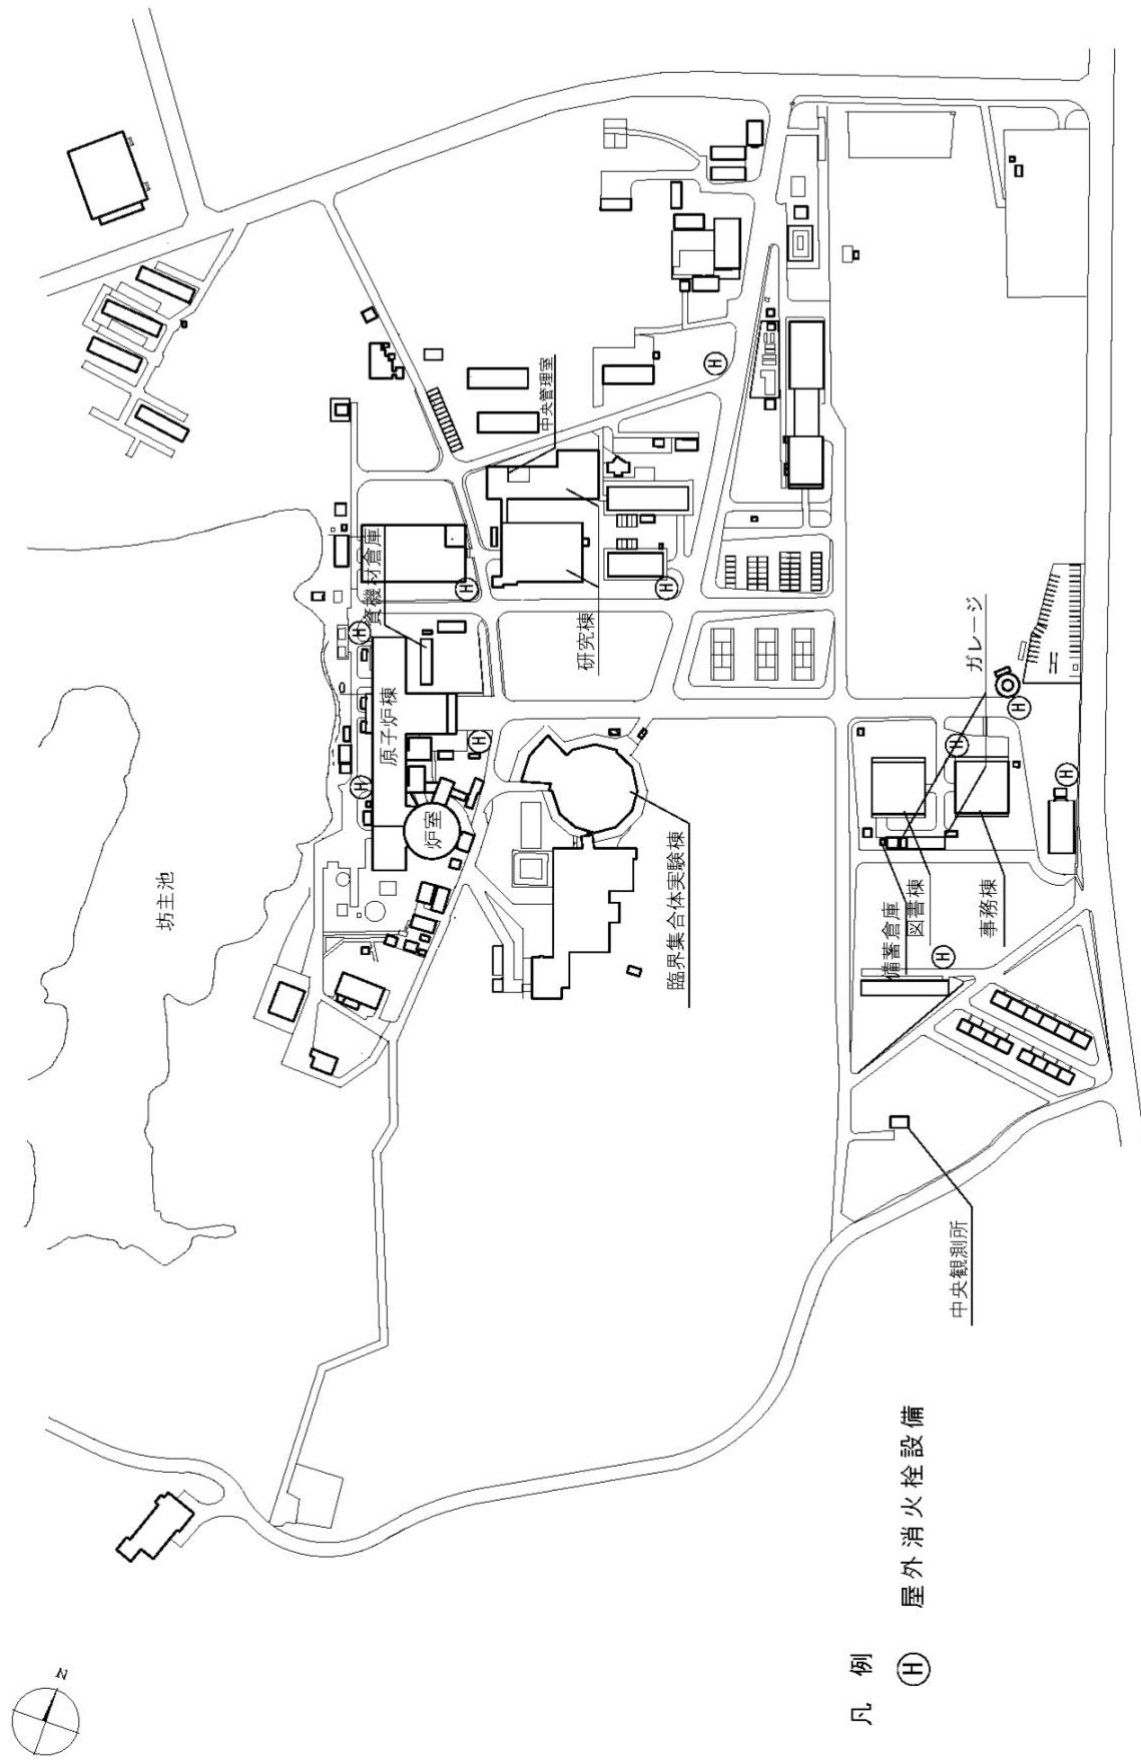 中央管理室
資機材倉庫
研究棟
原子炉棟
炉室
ガレージ
坊主池
臨界集合体実験棟
備蓄倉庫
図書棟
事務棟
中央観測所
H
H
H
H
H
H
H
H
H
H
H
N
凡 例
H 屋外消火栓設備